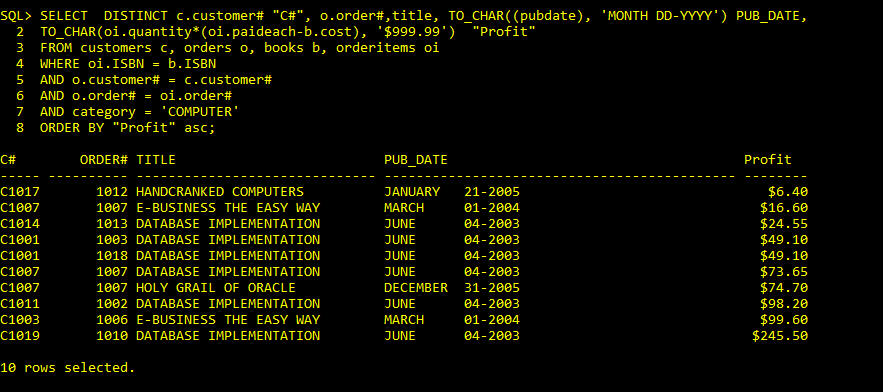 SQL> SELECT  DISTINCT c.customer# "C#", o.order#,title, TO_CHAR((pubdate), 'MONTH DD-YYYY') PUB_DATE,
  2  TO_CHAR(oi.quantity*(oi.paideach-b.cost), '$999.99')  "Profit"
  3  FROM customers c, orders o, books b, orderitems oi
  4  WHERE oi.ISBN = b.ISBN
  5  AND o.customer# = c.customer#
  6  AND o.order# = oi.order#
  7  AND category = 'COMPUTER'
  8  ORDER BY "Profit" asc;
C#        ORDER# TITLE                          PUB_DATE                                     Profit
----- ---------- ------------------------------ -------------------------------------------- --------
C1017       1012 HANDCRANKED COMPUTERS          JANUARY   21-2005                               $6.40
C1007       1007 E-BUSINESS THE EASY WAY        MARCH     01-2004                              $16.60
C1014       1013 DATABASE IMPLEMENTATION        JUNE      04-2003                              $24.55
C1001       1003 DATABASE IMPLEMENTATION        JUNE      04-2003                              $49.10
C1001       1018 DATABASE IMPLEMENTATION        JUNE      04-2003                              $49.10
C1007       1007 DATABASE IMPLEMENTATION        JUNE      04-2003                              $73.65
C1007       1007 HOLY GRAIL OF ORACLE           DECEMBER  31-2005                              $74.70
C1011       1002 DATABASE IMPLEMENTATION        JUNE      04-2003                              $98.20
C1003       1006 E-BUSINESS THE EASY WAY        MARCH     01-2004                              $99.60
C1019       1010 DATABASE IMPLEMENTATION        JUNE      04-2003                             $245.50
10 rows selected.